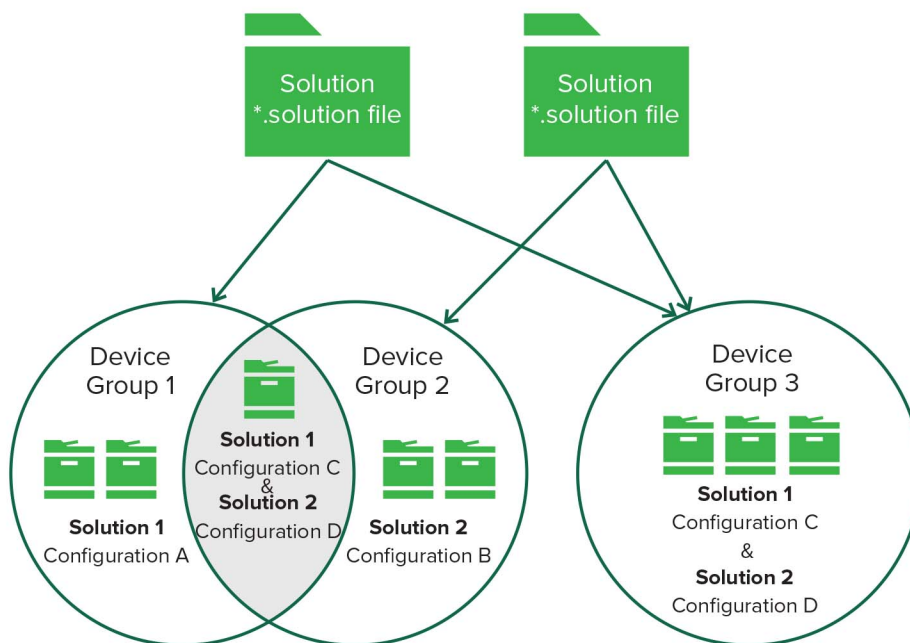 Solution
*.solution file
Solution
*.solution file
Device
Group 1
Solution 1
Configuration A
Solution 1
Configuration C
&
Solution 2
Configuration D
Device
Group 2
Solution 2
Configuration B
Device
Group 3
Solution 1
Configuration C
&
Solution 2
Configuration D